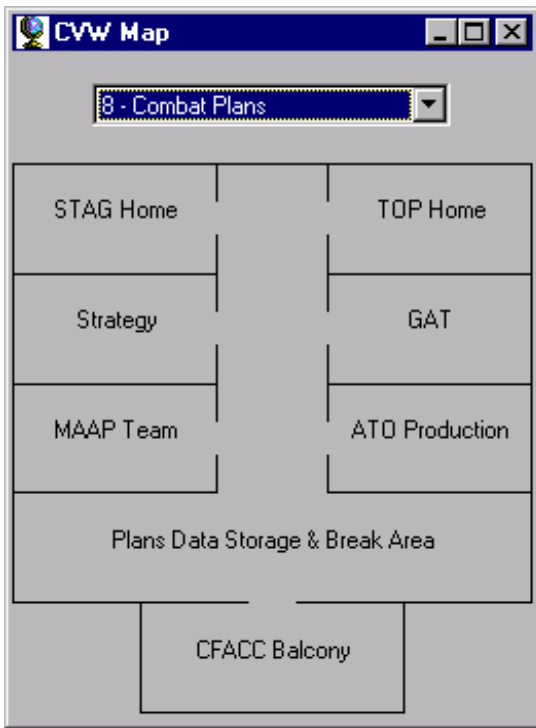 CVW Map
8 - Combat Plans
STAG Home
TOP Home
Strategy
GAT
MAAP Team
ATO Production
Plans Data Storage & Break Area
CFACC Balcony